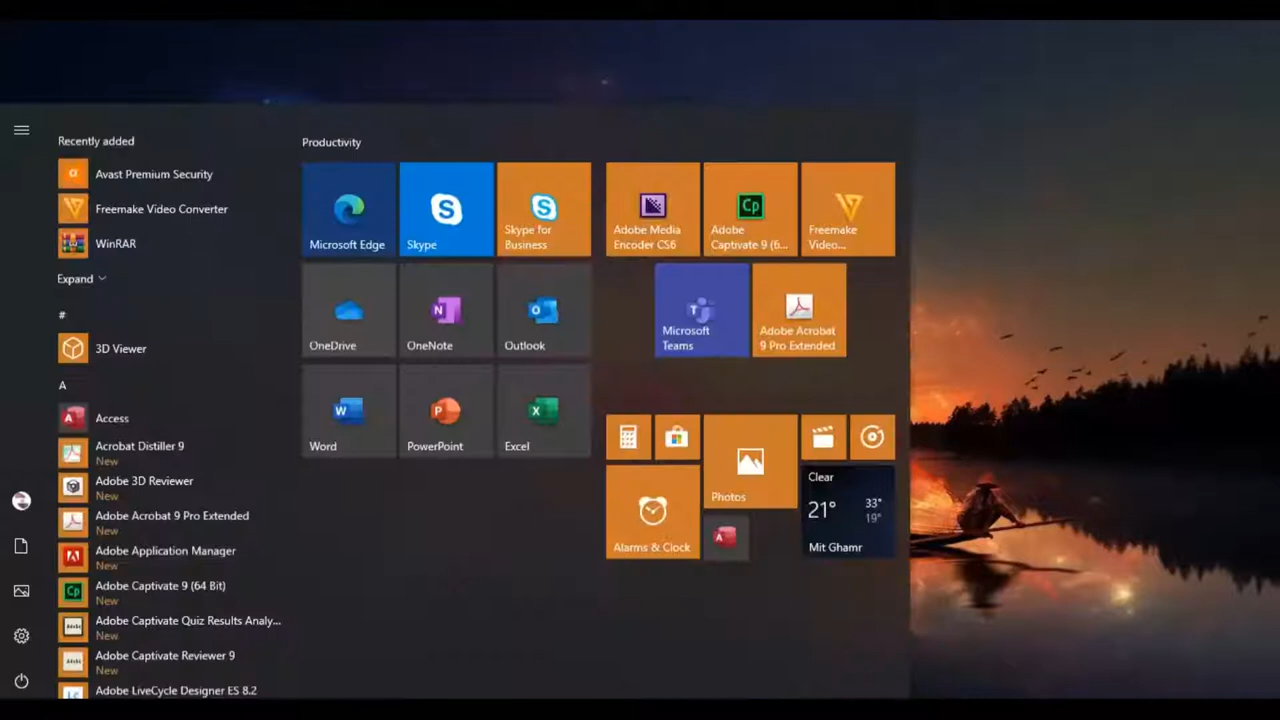 Recently added
Avast Premium Security
Freemake Video Converter
WinRAR
Expand
#
3D Viewer
A
Access
Acrobat Distiller 9
New
Adobe 3D Reviewer
New
Adobe Acrobat 9 Pro Extended
New
Adobe Application Manager
New
Adobe Captivate 9 (64 Bit)
New
Adobe Captivate Quiz Results Analy...
New
Adobe Captivate Reviewer 9
New
Adobe LiveCycle Designer ES 8.2
Productivity
Microsoft Edge
Skype
Skype for
Business
OneDrive
OneNote
Outlook
Word
PowerPoint
Excel
Adobe Media
Encoder CS6
Adobe
Captivate 9 (6...
Freemake
Video...
Microsoft
Teams
Adobe Acrobat
9 Pro Extended
Photos
Alarms & Clock
Clear
21°
33°
19°
Mit Ghamr